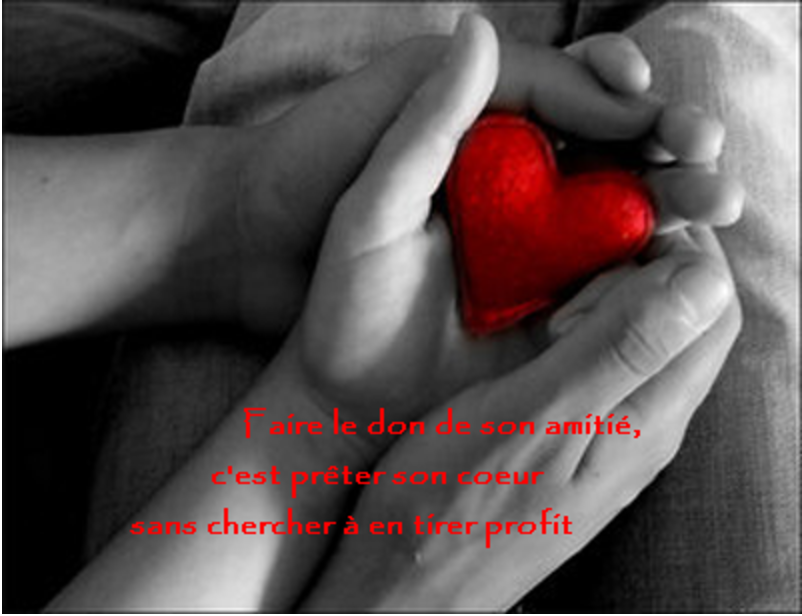 Faire le don de son amitié,
c'est prêter son coeur
sans chercher à en tirer profit